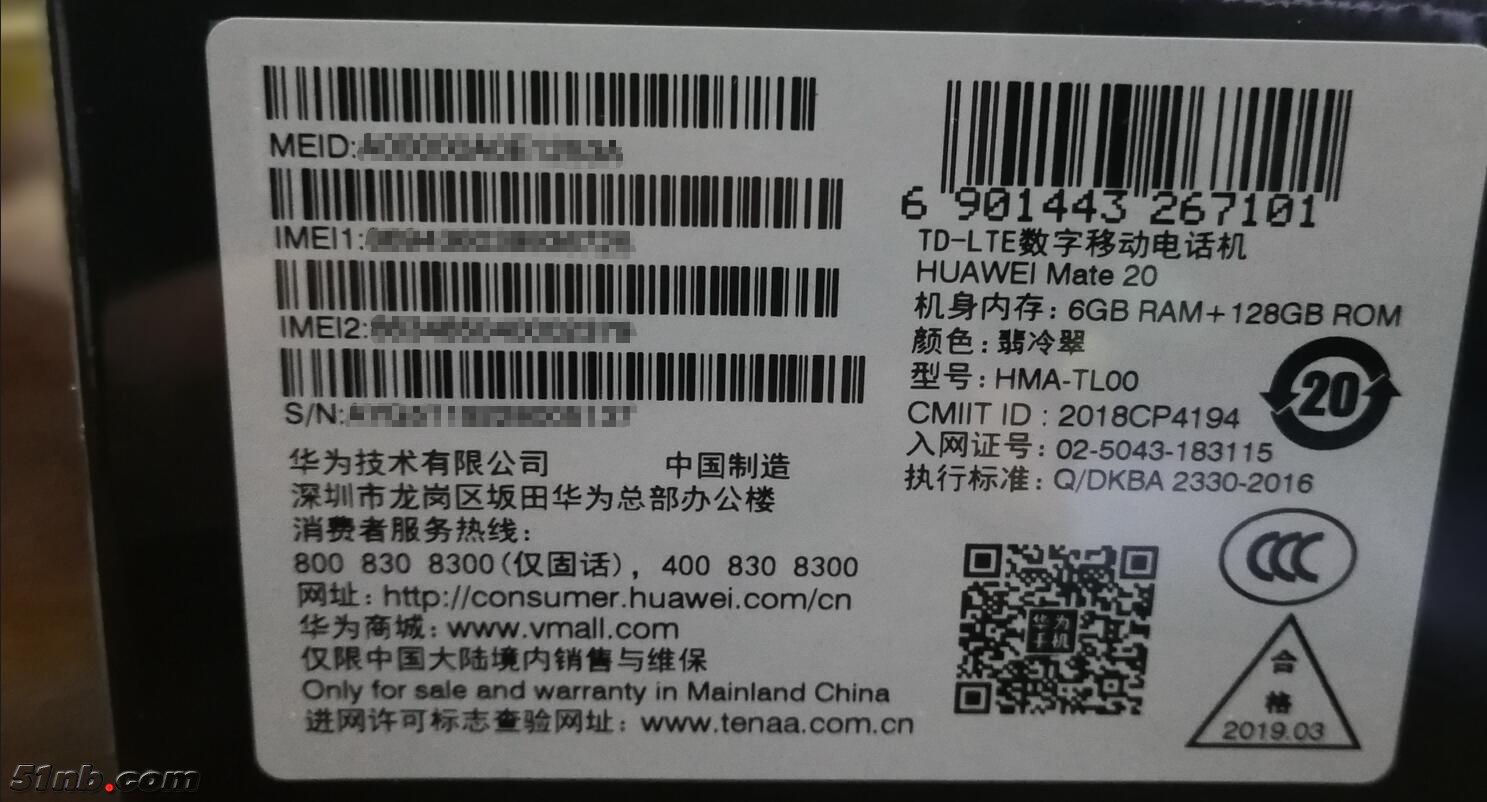 MEID:
IMEI1:
IMEI2:
S/N:
华为技术有限公司 中国制造
深圳市龙岗区坂田华为总部办公楼
消费者服务热线:
800 830 8300(仅固话), 400 830 8300
网址: http://consumer.huawei.com/cn
华为商城: www.vmall.com
仅限中国大陆境内销售与维保
Only for sale and warranty in Mainland China
进网许可标志查验网址: www.tenaa.com.cn
6 901443 267101
TD-LTE数字移动电话机
HUAWEI Mate 20
机身内存: 6GB RAM+128GB ROM
颜色: 翡冷翠
型号: HMA-TL00
CMIIT ID : 2018CP4194
入网证号: 02-5043-183115
执行标准: Q/DKBA 2330-2016
20
CCC
华为
手机
合
格
2019.03
51nb.com